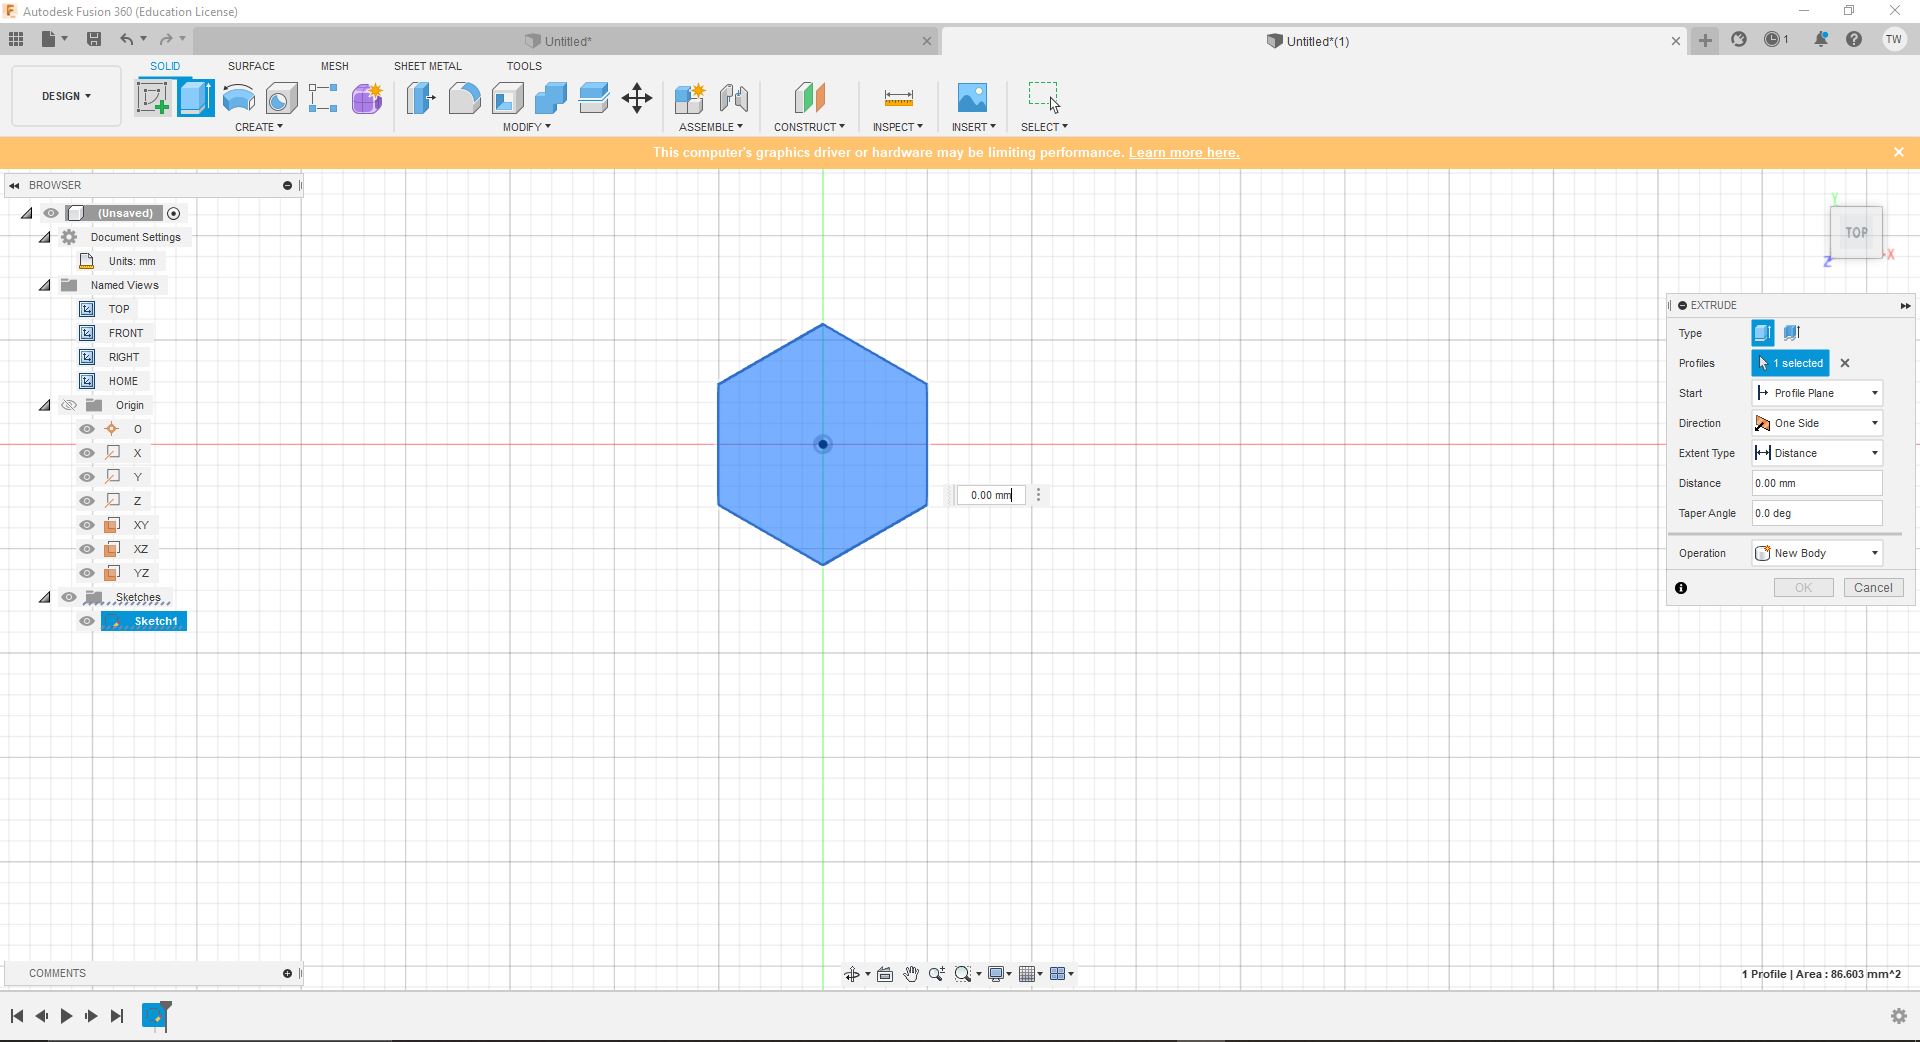 Autodesk Fusion 360 (Education License)
Untitled*
Untitled*(1)
1
TW
DESIGN
SOLID
SURFACE
MESH
SHEET METAL
TOOLS
CREATE
MODIFY
ASSEMBLE
CONSTRUCT
INSPECT
INSERT
SELECT
This computer's graphics driver or hardware may be limiting performance. Learn more here.
BROWSER
(Unsaved)
Document Settings
Units: mm
Named Views
TOP
FRONT
RIGHT
HOME
Origin
O
X
Y
Z
XY
XZ
YZ
Sketches
Sketch1
0.00 mm
Y
TOP
X
Z
EXTRUDE
Type
Profiles 1 selected
Start Profile Plane
Direction One Side
Extent Type Distance
Distance 0.00 mm
Taper Angle 0.0 deg
Operation New Body
OK Cancel
COMMENTS
1 Profile | Area : 86.603 mm^2